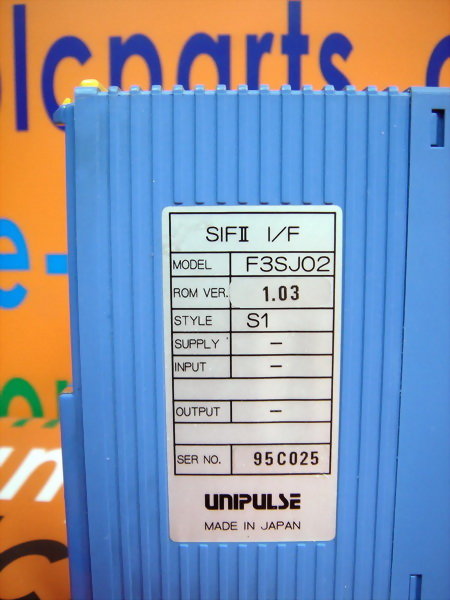 plcparts.
SIFⅡ I/F
MODEL F3SJ02
ROM VER. 1.03
STYLE S1
SUPPLY –
INPUT –
OUTPUT –
SER NO. 95C025
UNIPULSE
MADE IN JAPAN